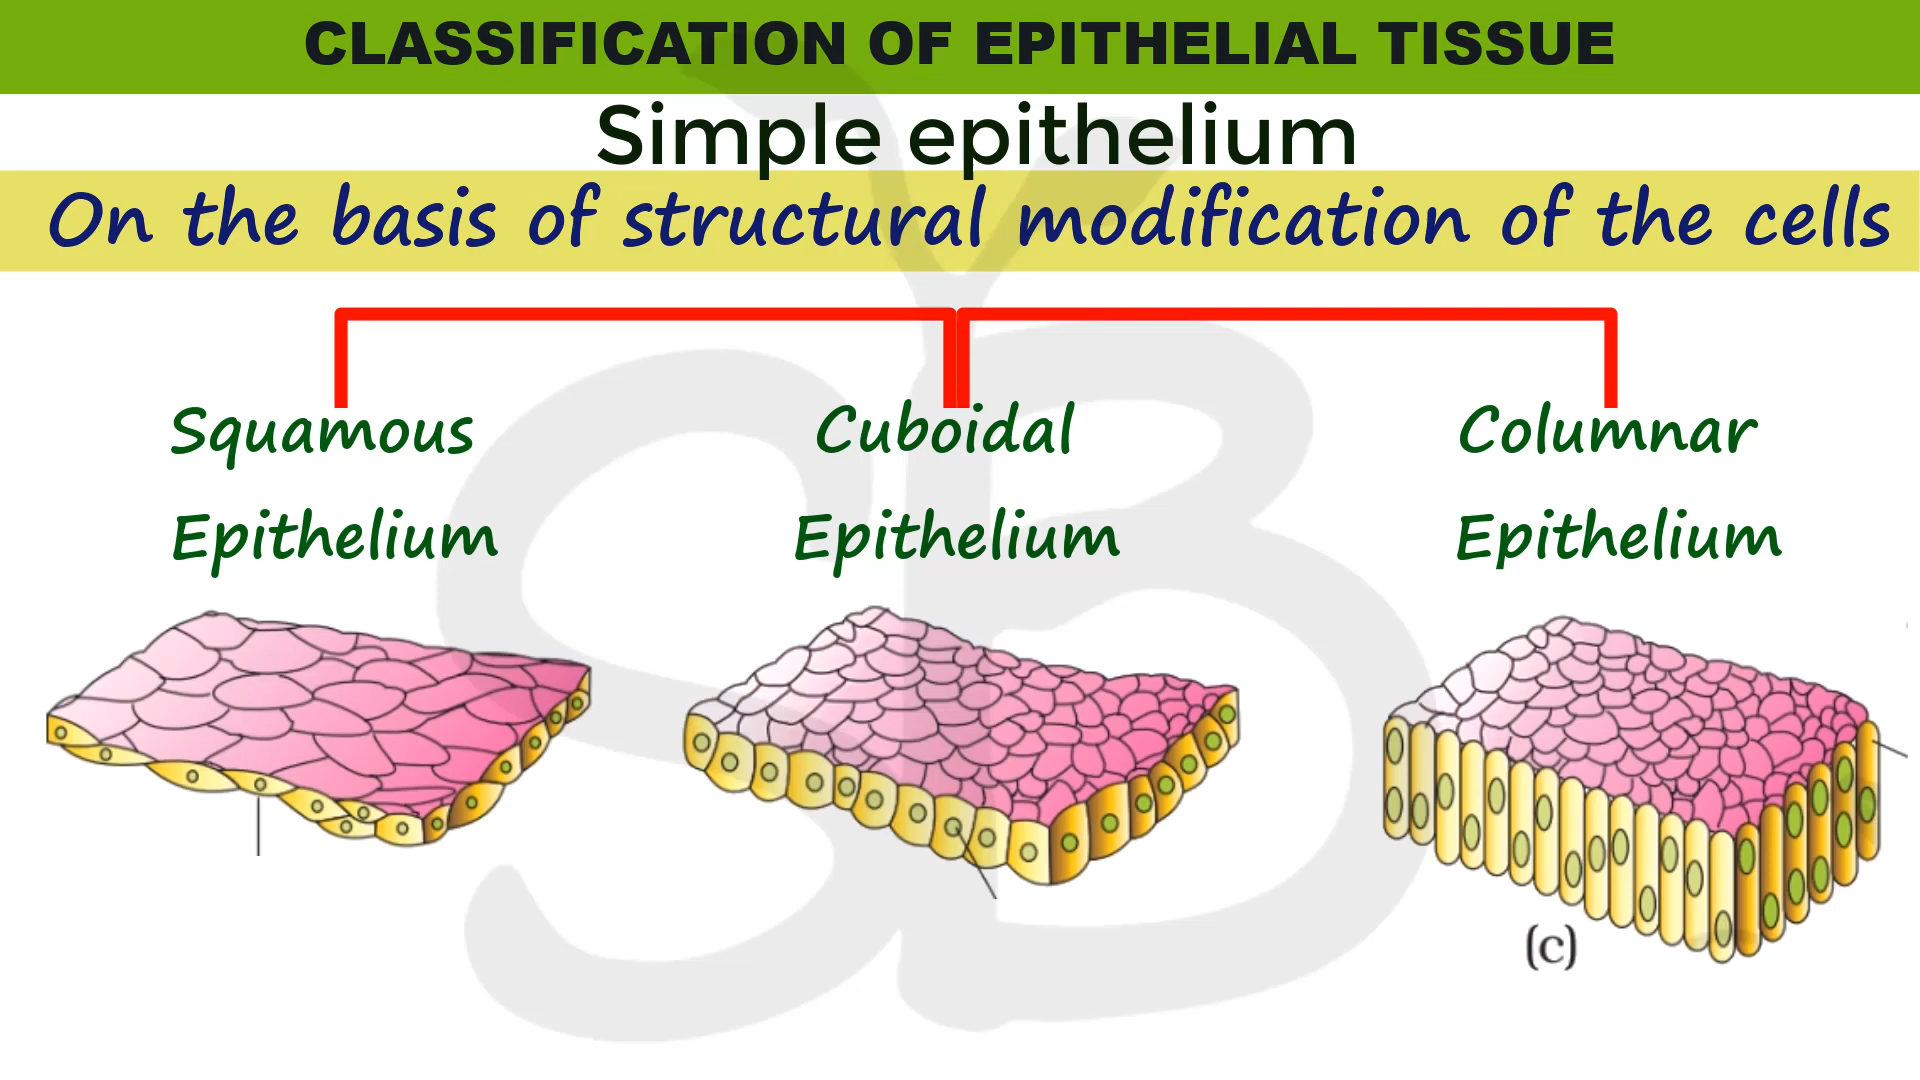 CLASSIFICATION OF EPITHELIAL TISSUE
Simple epithelium
On the basis of structural modification of the cells
Squamous
Epithelium
Cuboidal
Epithelium
Columnar
Epithelium
(c)
SB